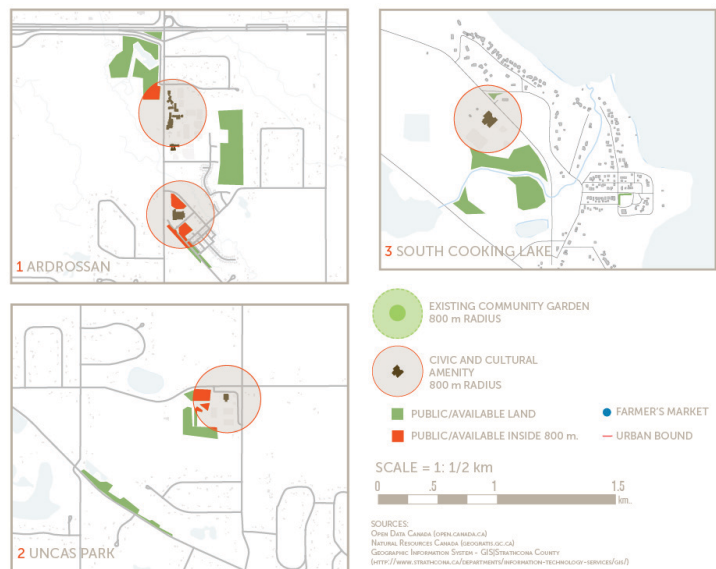 1 ARDROSSAN
3 SOUTH COOKING LAKE
2 UNCAS PARK
EXISTING COMMUNITY GARDEN
800 m RADIUS
CIVIC AND CULTURAL
AMENITY
800 m RADIUS
PUBLIC/AVAILABLE LAND
FARMER'S MARKET
PUBLIC/AVAILABLE INSIDE 800 m.
URBAN BOUND
SCALE = 1: 1/2 km
0 .5 1 1.5
km.
SOURCES:
OPEN DATA CANADA (OPEN.CANADA.CA)
NATURAL RESOURCES CANADA (GEOGRATIS.GC.CA)
GEOGRAPHIC INFORMATION SYSTEM - GIS|STRATHCONA COUNTY
(HTTP://WWW.STRATHCONA.CA/DEPARTMENTS/INFORMATION-TECHNOLOGY-SERVICES/GIS/)